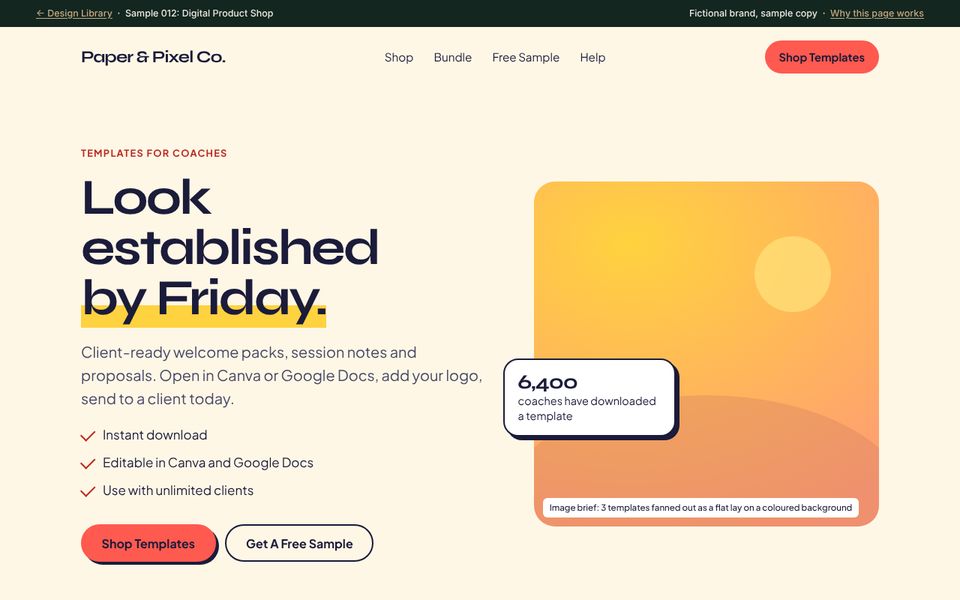 ← Design Library · Sample 012: Digital Product Shop
Fictional brand, sample copy · Why this page works
Paper & Pixel Co.
Shop
Bundle
Free Sample
Help
Shop Templates
TEMPLATES FOR COACHES
Look
established
by Friday.
Client-ready welcome packs, session notes and
proposals. Open in Canva or Google Docs, add your logo,
send to a client today.
Instant download
Editable in Canva and Google Docs
Use with unlimited clients
Shop Templates
Get A Free Sample
6,400
coaches have downloaded
a template
Image brief: 3 templates fanned out as a flat lay on a coloured background